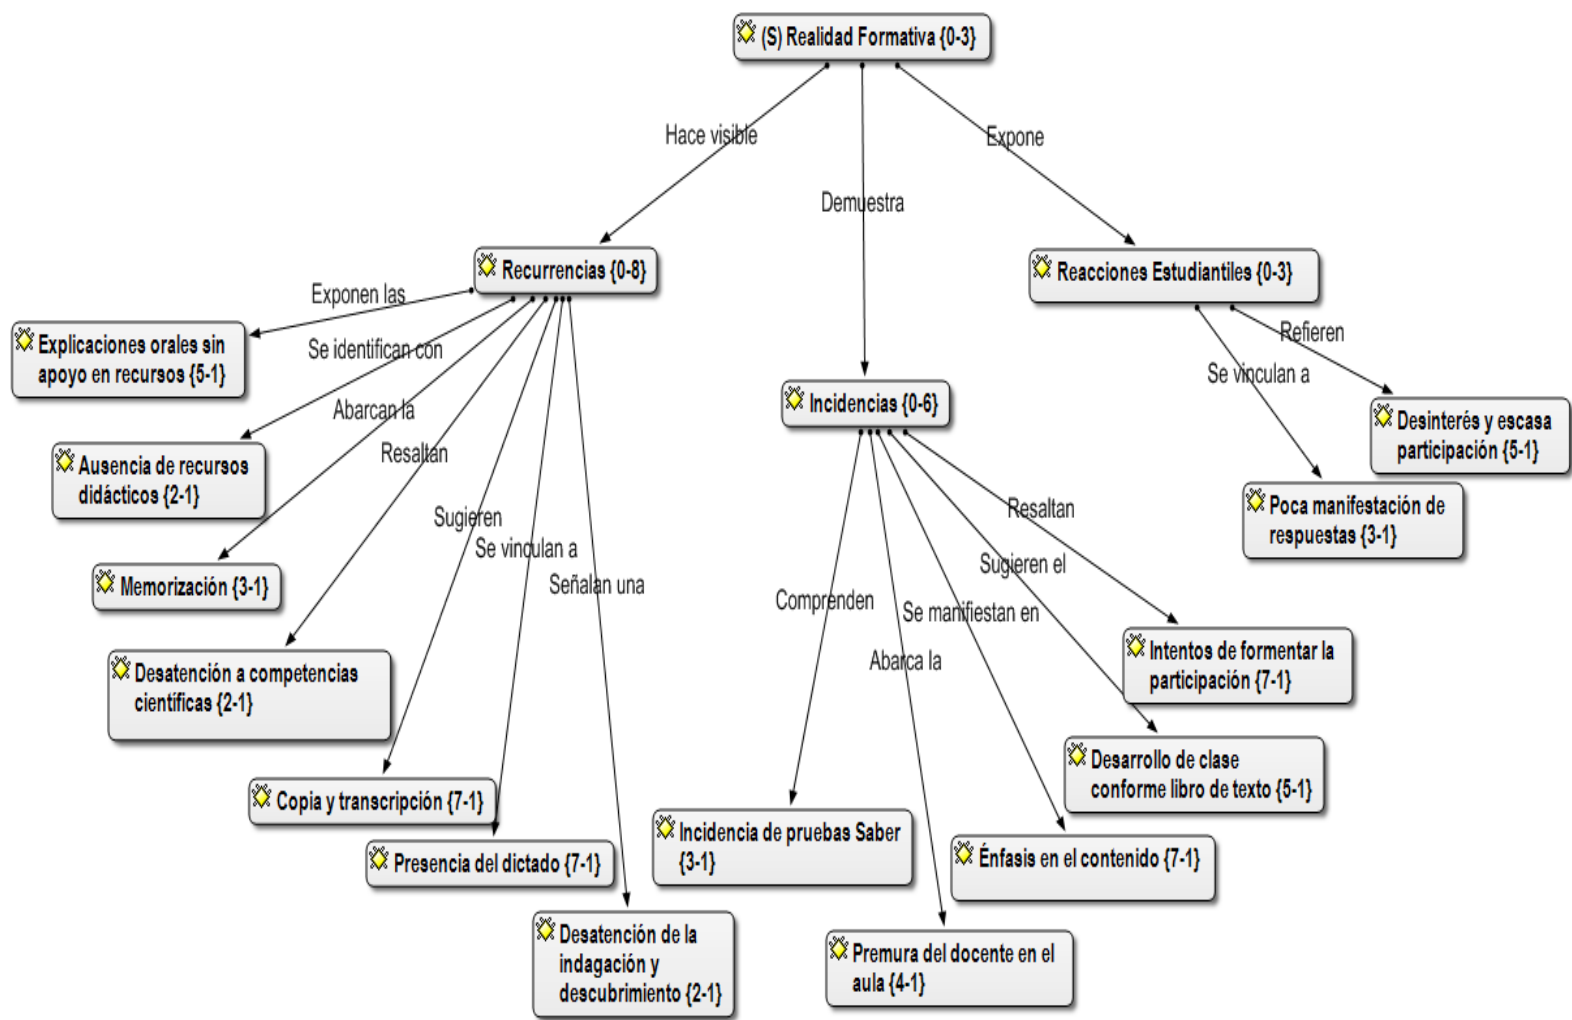 (S) Realidad Formativa {0-3}
Hace visible
Expone
Demuestra
Recurrencias {0-8}
Reacciones Estudiantiles {0-3}
Exponen las
Explicaciones orales sin
apoyo en recursos {5-1}
Se identifican con
Refieren
Se vinculan a
Abarcan la
Incidencias {0-6}
Desinterés y escasa
participación {5-1}
Resaltan
Ausencia de recursos
didácticos {2-1}
Poca manifestación de
respuestas {3-1}
Sugieren
Resaltan
Se vinculan a
Sugieren el
Memorización {3-1}
Señalan una
Comprenden
Se manifiestan en
Intentos de formentar la
participación {7-1}
Abarca la
Desatención a competencias
científicas {2-1}
Desarrollo de clase
conforme libro de texto {5-1}
Copia y transcripción {7-1}
Incidencia de pruebas Saber
{3-1}
Presencia del dictado {7-1}
Énfasis en el contenido {7-1}
Desatención de la
indagación y
descubrimiento {2-1}
Premura del docente en el
aula {4-1}